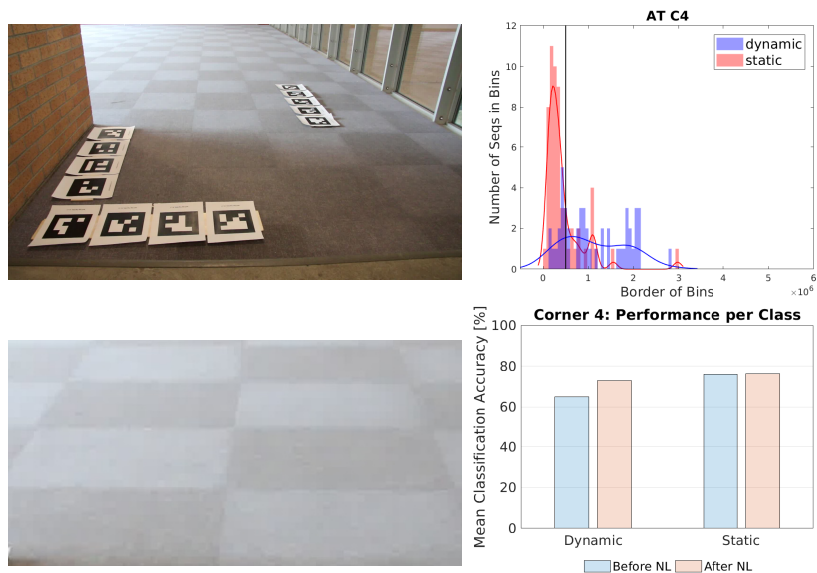 AT C4
Number of Seqs in Bins
12
10
8
6
4
2
0
dynamic
static
0 1 2 3 4 5 6
Border of Bins
×10⁶
Corner 4: Performance per Class
Mean Classification Accuracy [%]
100
80
60
40
20
0
Dynamic Static
Before NL After NL